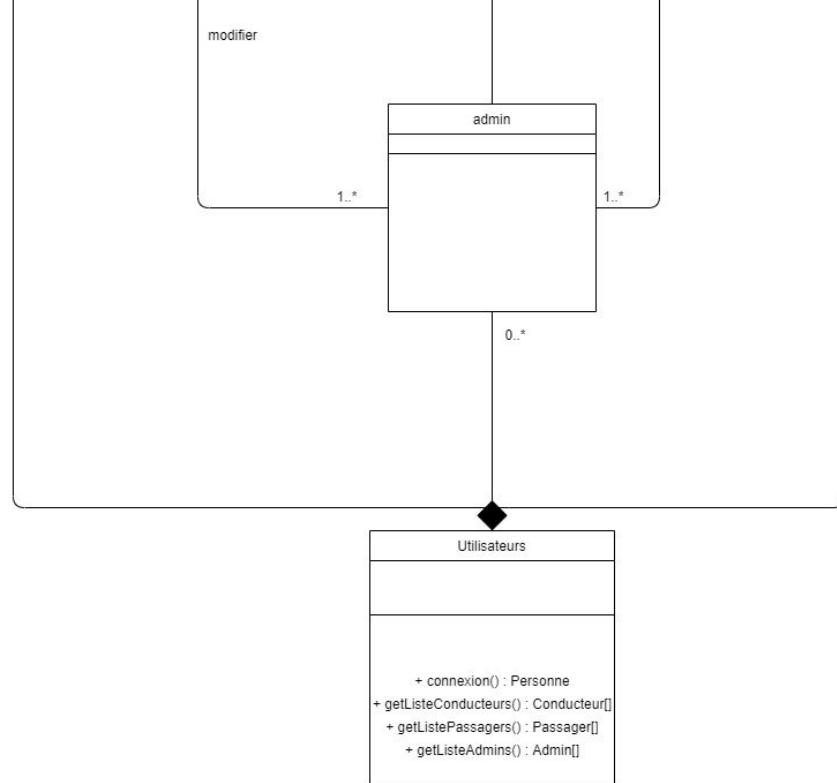 modifier
admin
1..*
1..*
0..*
Utilisateurs
+ connexion() : Personne
+ getListeConducteurs() : Conducteur[]
+ getListePassagers() : Passager[]
+ getListeAdmins() : Admin[]